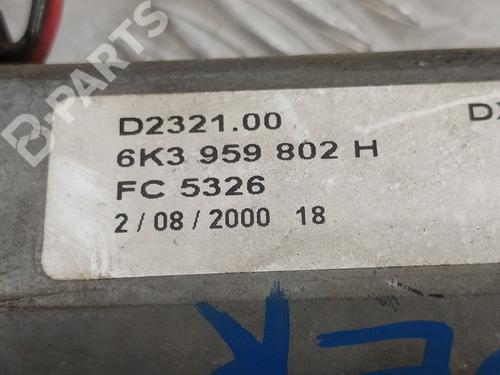 B-PARTS
D2321.00
6K3 959 802 H
FC 5326
2/08/2000 18